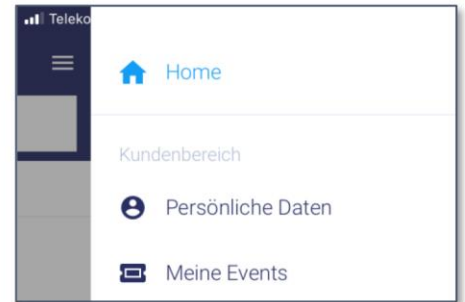 Teleko
Home
Kundenbereich
Persönliche Daten
Meine Events